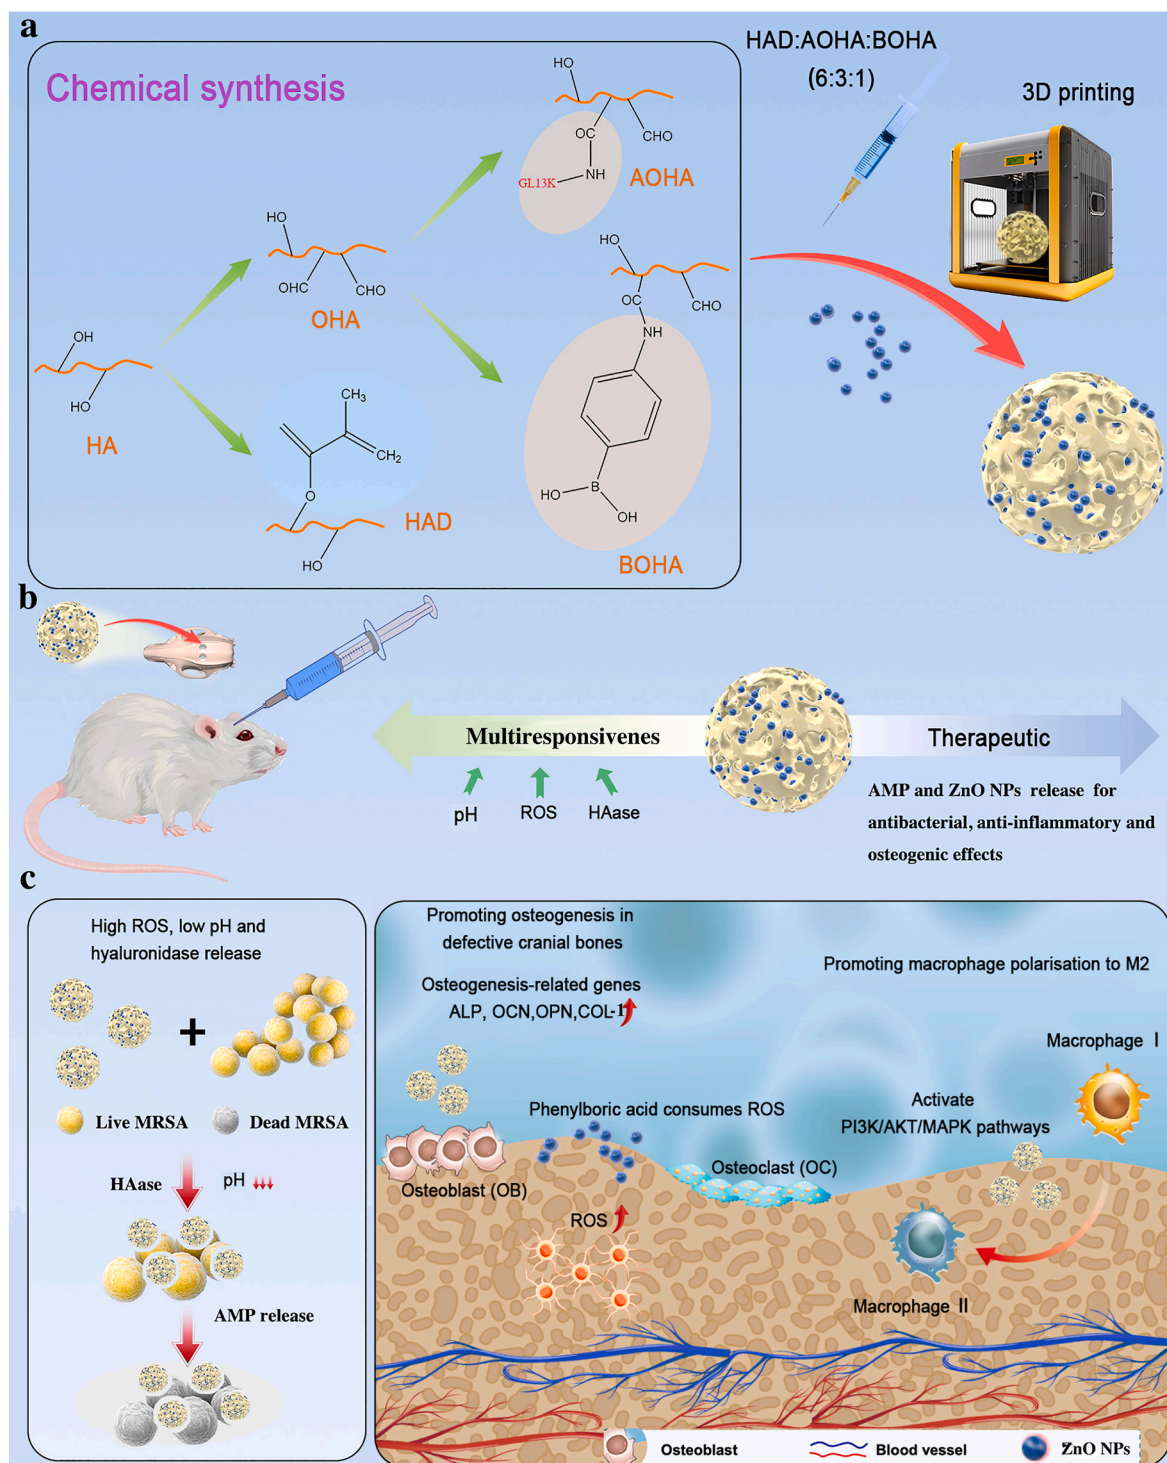 a
Chemical synthesis
HO
OC
CHO
GL13K
NH
AOHA
HO
OHC
CHO
OHA
HO
OC
CHO
NH
B
HO
OH
BOHA
OH
HO
HA
CH3
CH2
O
HAD
HO
HAD:AOHA:BOHA
(6:3:1)
3D printing
b
Multiresponsivenes
pH
ROS
HAase
Therapeutic
AMP and ZnO NPs release for
antibacterial, anti-inflammatory and
osteogenic effects
c
High ROS, low pH and
hyaluronidase release
+
Live MRSA
Dead MRSA
HAase
pH
AMP release
Promoting osteogenesis in
defective cranial bones
Osteogenesis-related genes
ALP, OCN,OPN,COL-1
Promoting macrophage polarisation to M2
Macrophage I
Activate
PI3K/AKT/MAPK pathways
Phenylboric acid consumes ROS
Osteoblast (OB)
Osteoclast (OC)
ROS
Macrophage II
Osteoblast
Blood vessel
ZnO NPs